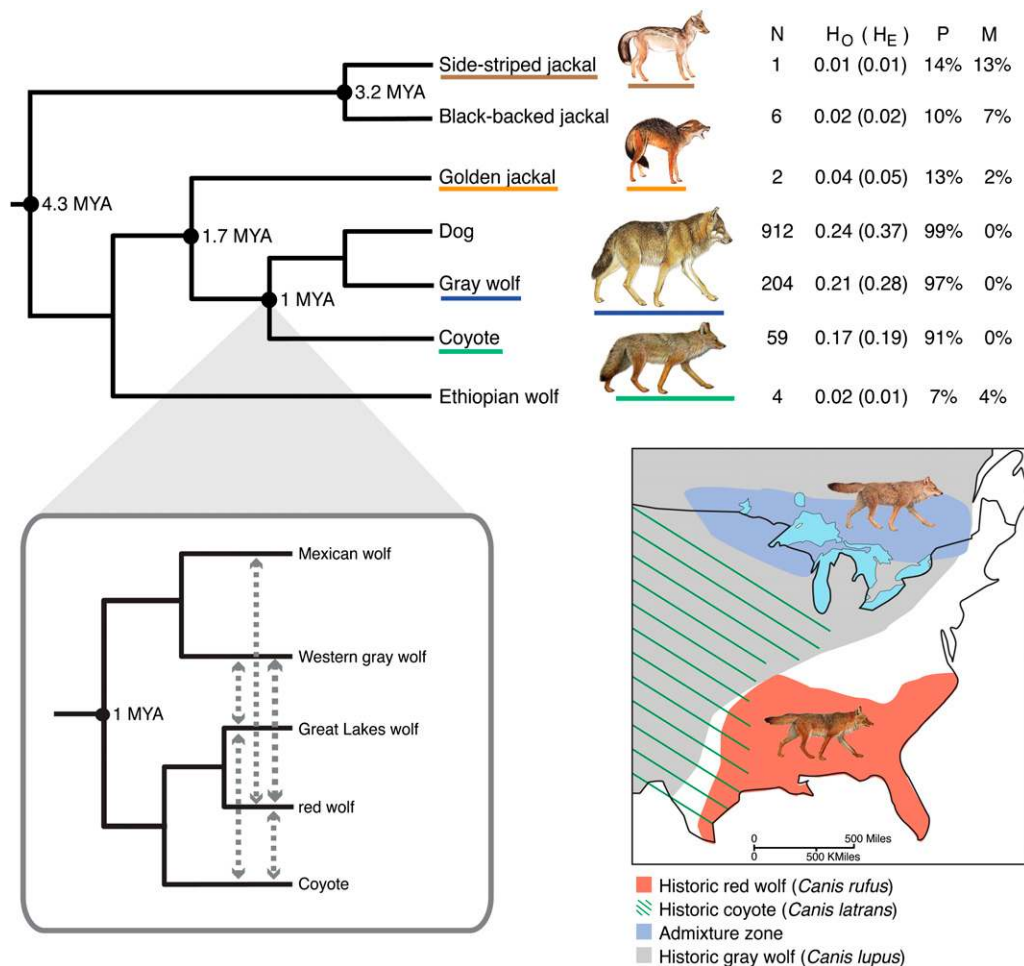 N HO (HE) P M
Side-striped jackal 1 0.01 (0.01) 14% 13%
3.2 MYA
Black-backed jackal 6 0.02 (0.02) 10% 7%
Golden jackal 2 0.04 (0.05) 13% 2%
4.3 MYA
1.7 MYA
Dog 912 0.24 (0.37) 99% 0%
Gray wolf 204 0.21 (0.28) 97% 0%
1 MYA
Coyote 59 0.17 (0.19) 91% 0%
Ethiopian wolf 4 0.02 (0.01) 7% 4%
Mexican wolf
Western gray wolf
1 MYA
Great Lakes wolf
red wolf
Coyote
0 500 Miles
0 500 KMiles
Historic red wolf (Canis rufus)
Historic coyote (Canis latrans)
Admixture zone
Historic gray wolf (Canis lupus)